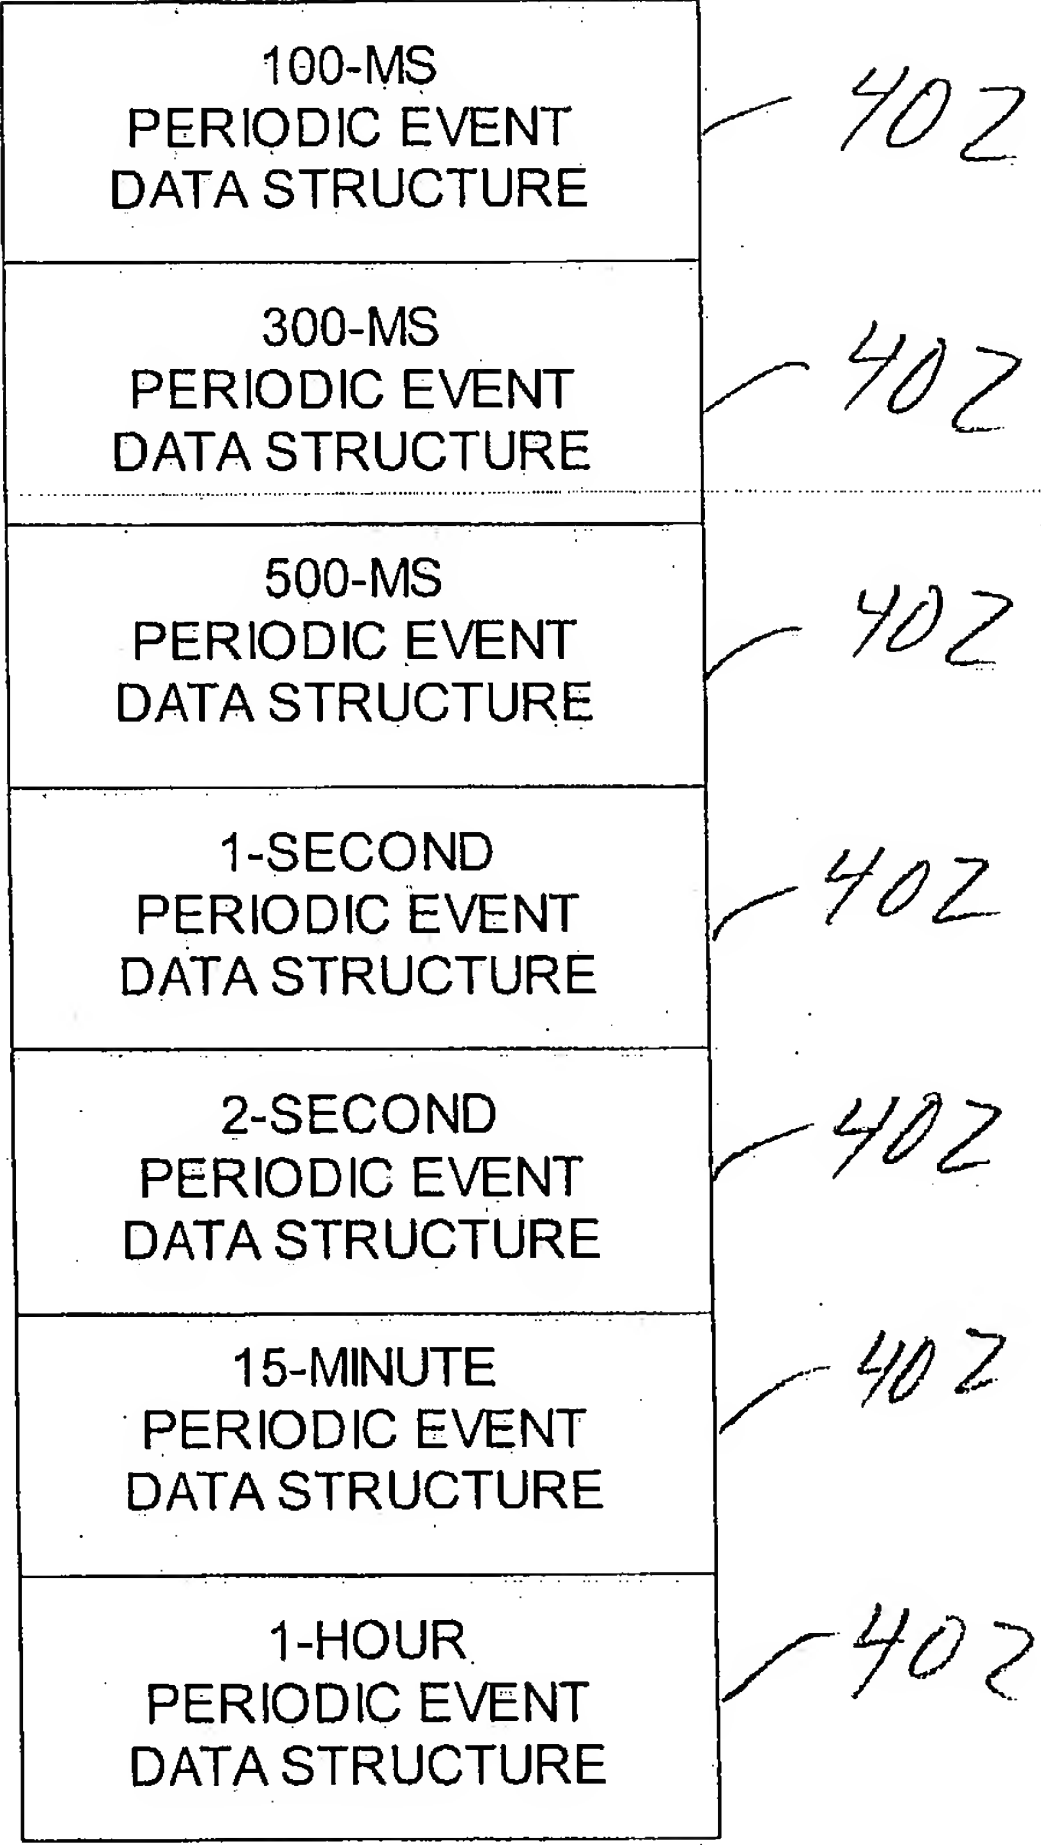 100-MS
PERIODIC EVENT
DATA STRUCTURE
402
300-MS
PERIODIC EVENT
DATA STRUCTURE
402
500-MS
PERIODIC EVENT
DATA STRUCTURE
402
1-SECOND
PERIODIC EVENT
DATA STRUCTURE
402
2-SECOND
PERIODIC EVENT
DATA STRUCTURE
402
15-MINUTE
PERIODIC EVENT
DATA STRUCTURE
402
1-HOUR
PERIODIC EVENT
DATA STRUCTURE
402